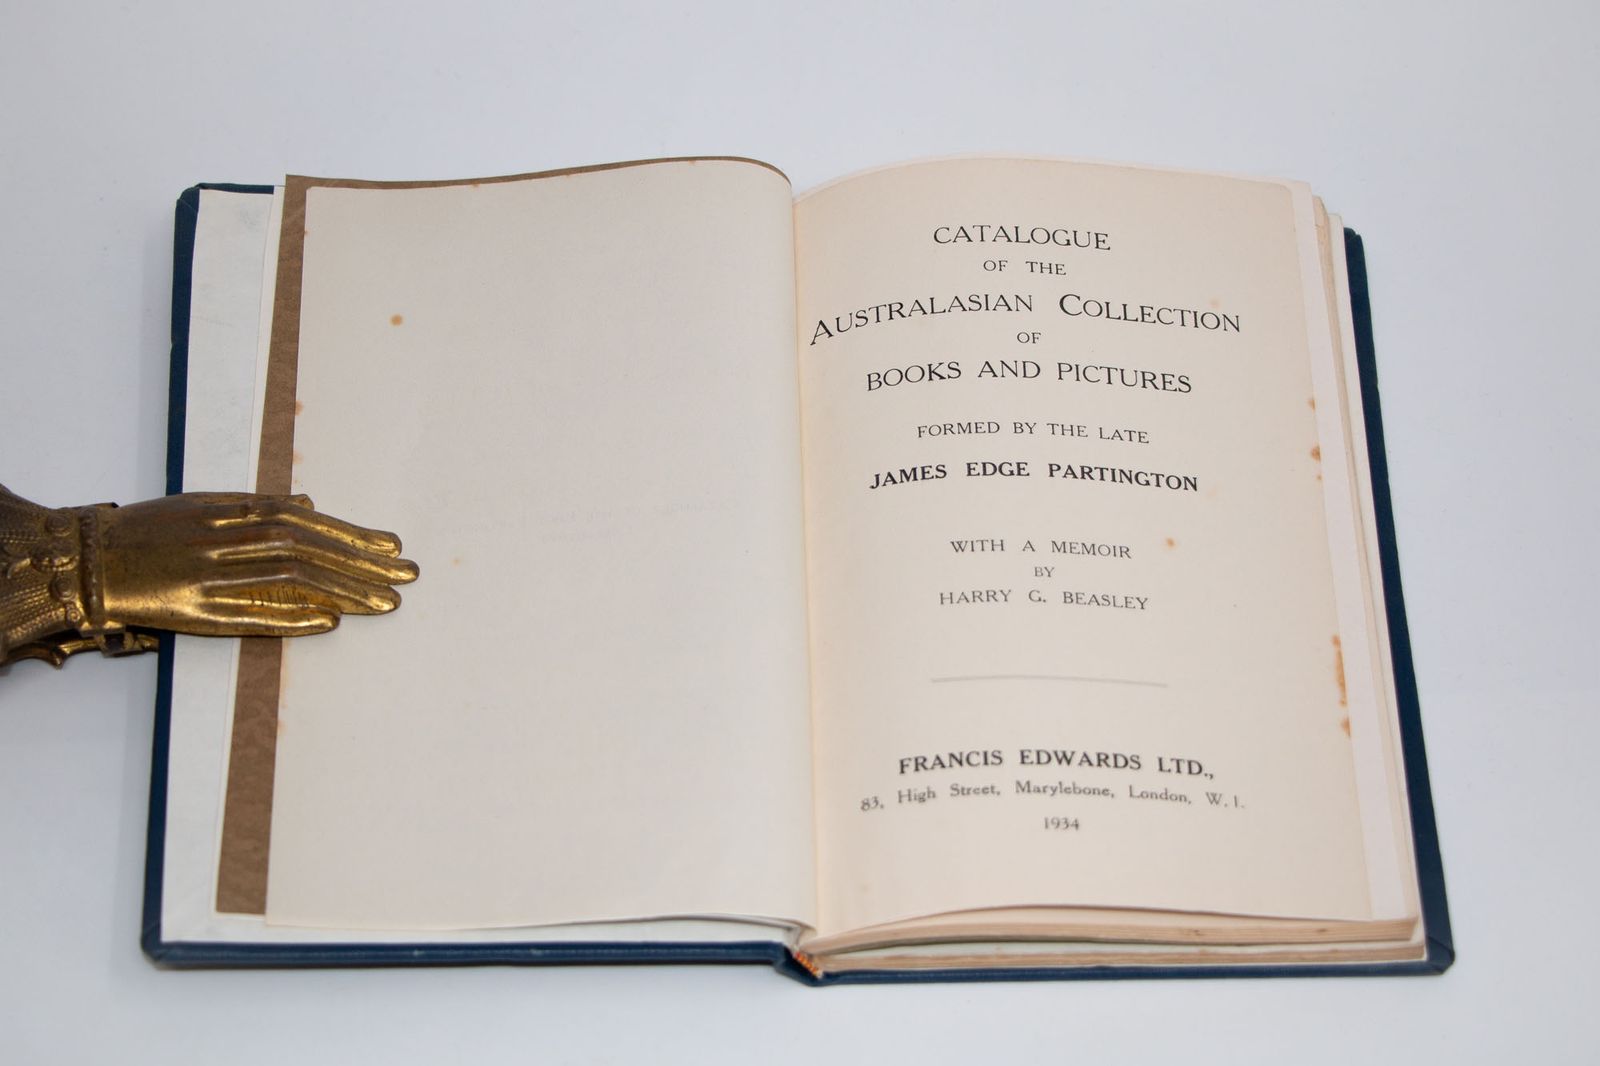 CATALOGUE
OF THE
AUSTRALASIAN COLLECTION
OF
BOOKS AND PICTURES
FORMED BY THE LATE
JAMES EDGE PARTINGTON
WITH A MEMOIR
BY
HARRY G. BEASLEY
FRANCIS EDWARDS LTD.,
83, High Street, Marylebone, London, W.1.
1934